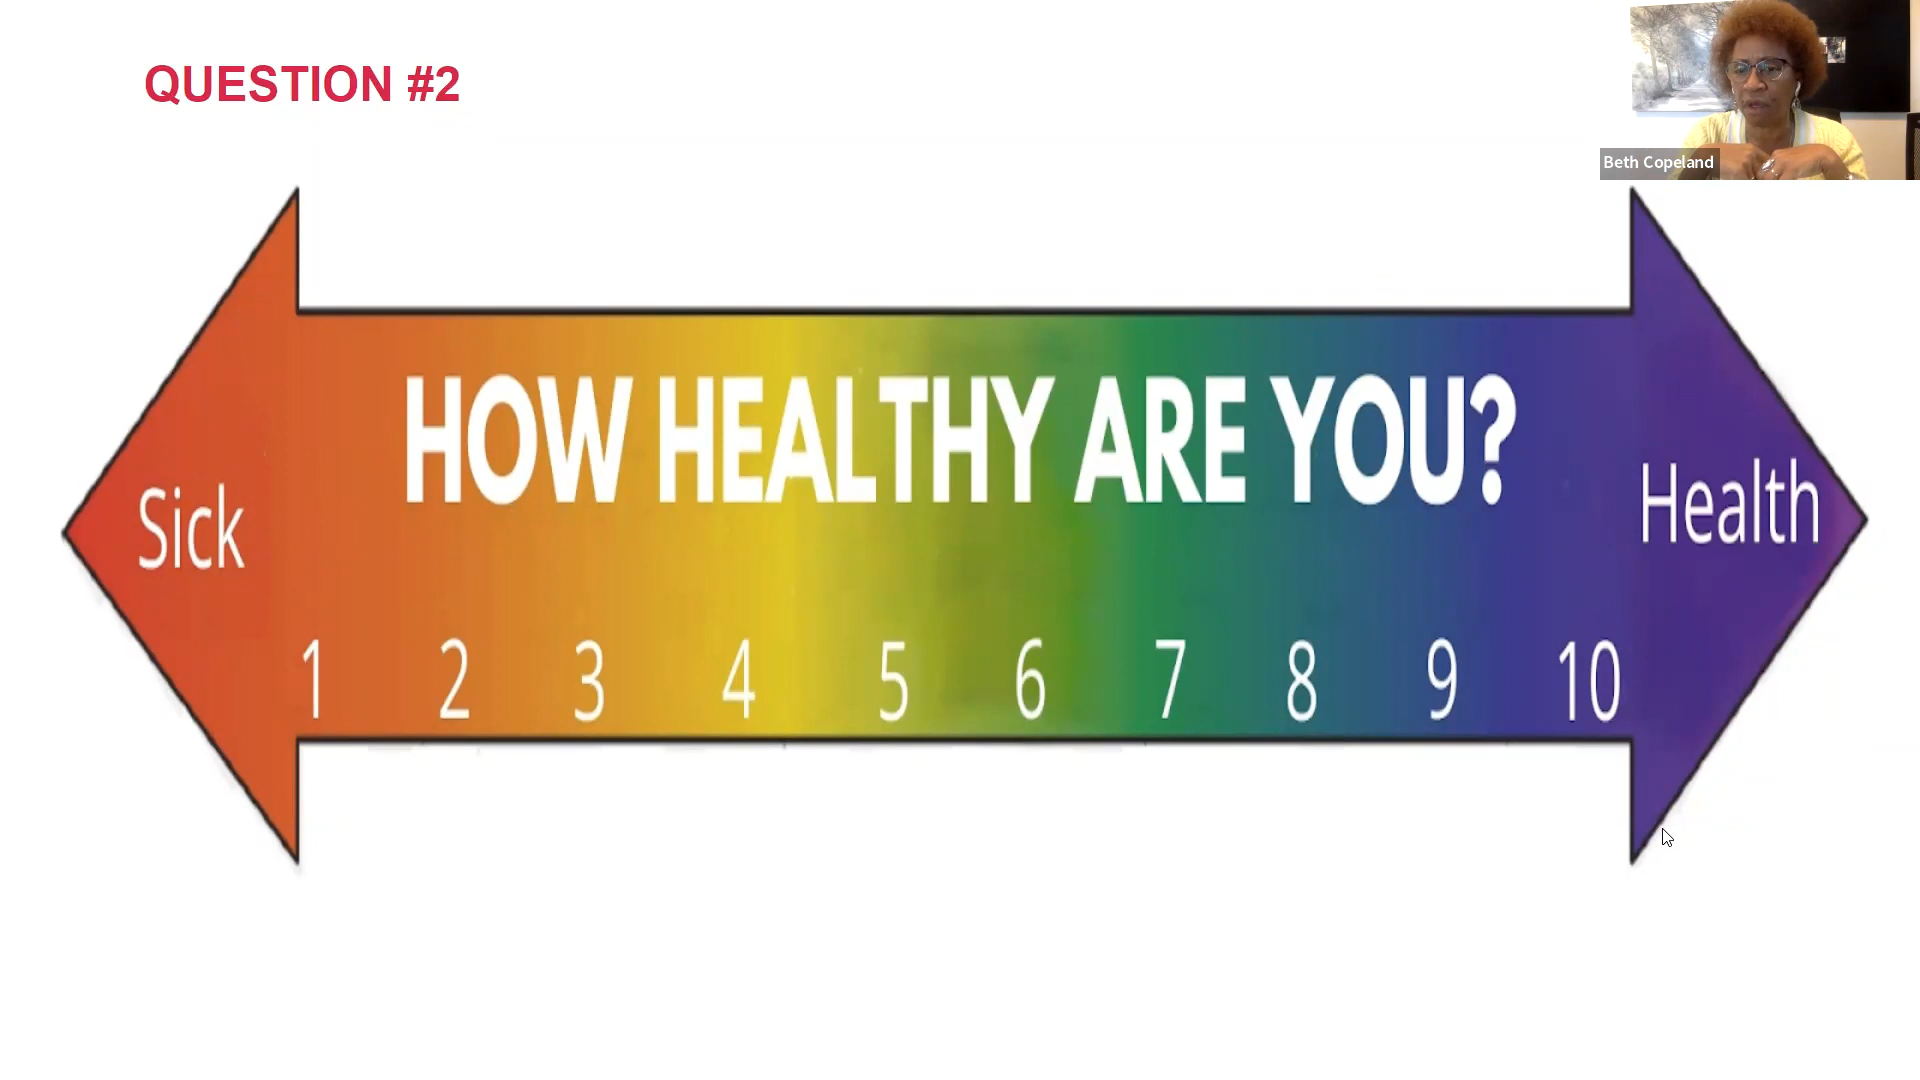 QUESTION #2
Beth Copeland
HOW HEALTHY ARE YOU?
Sick
Health
1 2 3 4 5 6 7 8 9 10